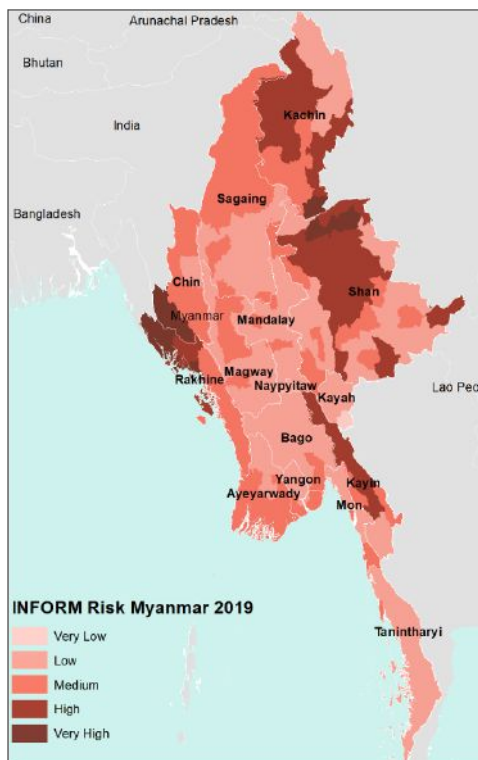 China
Arunachal Pradesh
Bhutan
India
Kachin
Sagaing
Bangladesh
Chin
Shan
Myanmar
Mandalay
Magway
Rakhine
Naypyitaw
Lao Peo
Kayah
Bago
Yangon
Kayin
Ayeyarwady
Mon
INFORM Risk Myanmar 2019
Very Low
Tanintharyi
Low
Medium
High
Very High